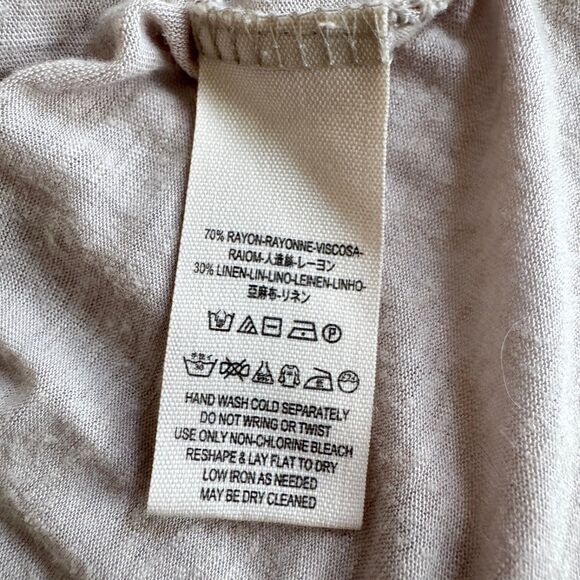 70% RAYON-RAYONNE-VISCOSA-
RAIOM-人造跡-レーヨン
30% LINEN-LIN-LINO-LEINEN-LINHO-
亞麻布-リネン
HAND WASH COLD SEPARATELY
DO NOT WRING OR TWIST
USE ONLY NON-CHLORINE BLEACH
RESHAPE & LAY FLAT TO DRY
LOW IRON AS NEEDED
MAY BE DRY CLEANED